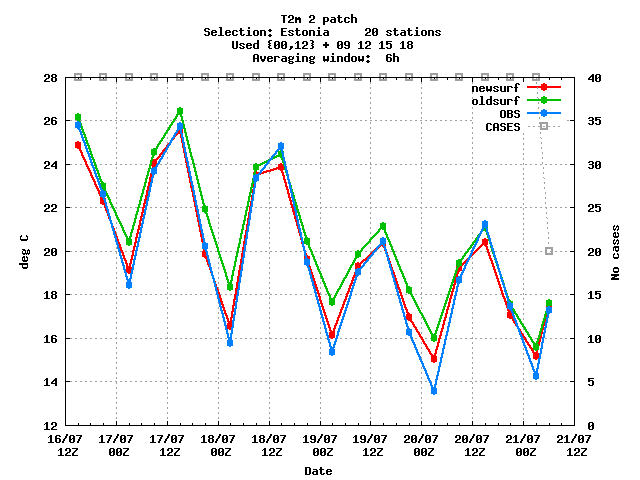 T2m 2 patch
Selection: Estonia 20 stations
Used {00,12} + 09 12 15 18
Averaging window: 6h
newsurf
oldsurf
OBS
CASES
deg C
28
26
24
22
20
18
16
14
12
No cases
40
35
30
25
20
15
10
5
0
16/07 17/07 17/07 18/07 18/07 19/07 19/07 20/07 20/07 21/07 21/07
12Z 00Z 12Z 00Z 12Z 00Z 12Z 00Z 12Z 00Z 12Z
Date